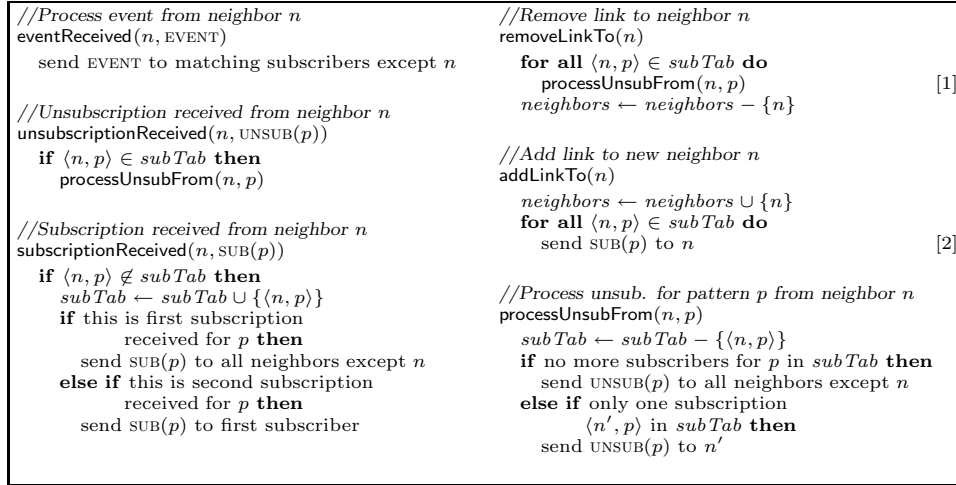 //Process event from neighbor n
eventReceived(n, EVENT)
send EVENT to matching subscribers except n
//Unsubscription received from neighbor n
unsubscriptionReceived(n, UNSUB(p))
if ⟨n, p⟩ ∈ subTab then
processUnsubFrom(n, p)
//Subscription received from neighbor n
subscriptionReceived(n, SUB(p))
if ⟨n, p⟩ ∉ subTab then
subTab ← subTab ∪ {⟨n, p⟩}
if this is first subscription
received for p then
send SUB(p) to all neighbors except n
else if this is second subscription
received for p then
send SUB(p) to first subscriber
//Remove link to neighbor n
removeLinkTo(n)
for all ⟨n, p⟩ ∈ subTab do
processUnsubFrom(n, p) [1]
neighbors ← neighbors − {n}
//Add link to new neighbor n
addLinkTo(n)
neighbors ← neighbors ∪ {n}
for all ⟨n, p⟩ ∈ subTab do
send SUB(p) to n [2]
//Process unsub. for pattern p from neighbor n
processUnsubFrom(n, p)
subTab ← subTab − {⟨n, p⟩}
if no more subscribers for p in subTab then
send UNSUB(p) to all neighbors except n
else if only one subscription
⟨n′, p⟩ in subTab then
send UNSUB(p) to n′